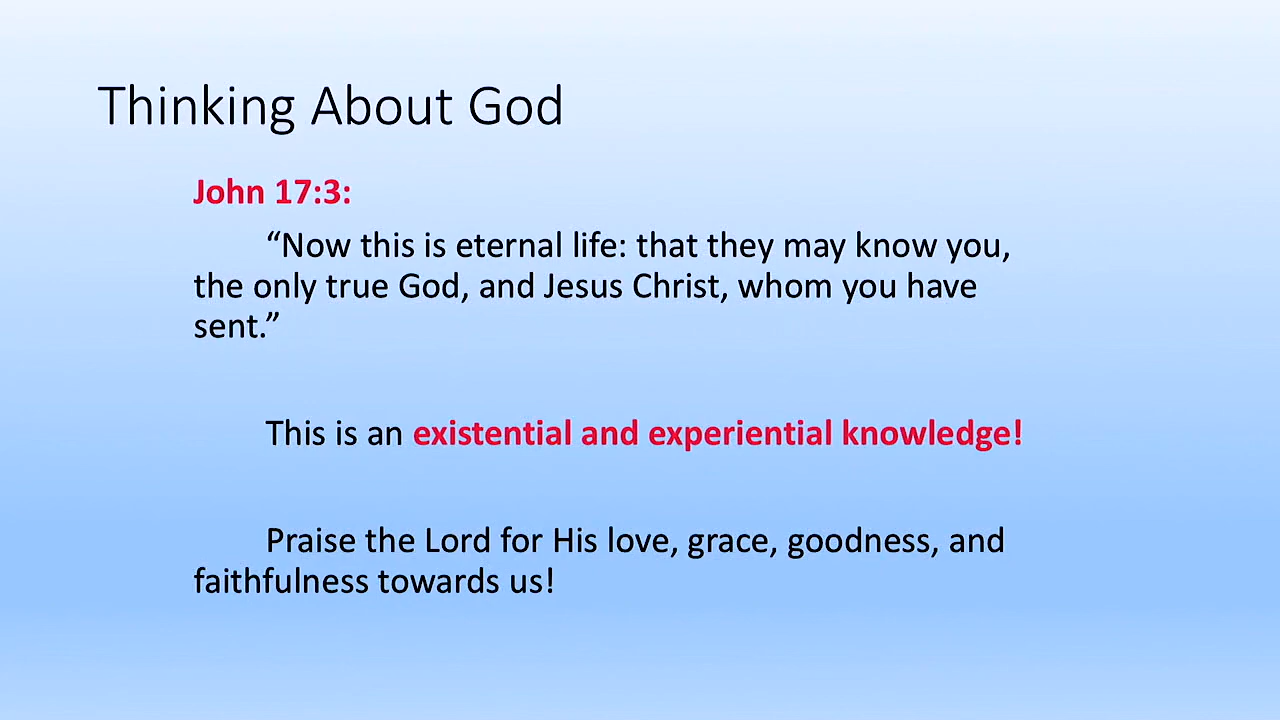 Thinking About God
John 17:3:
“Now this is eternal life: that they may know you,
the only true God, and Jesus Christ, whom you have
sent.”
This is an existential and experiential knowledge!
Praise the Lord for His love, grace, goodness, and
faithfulness towards us!